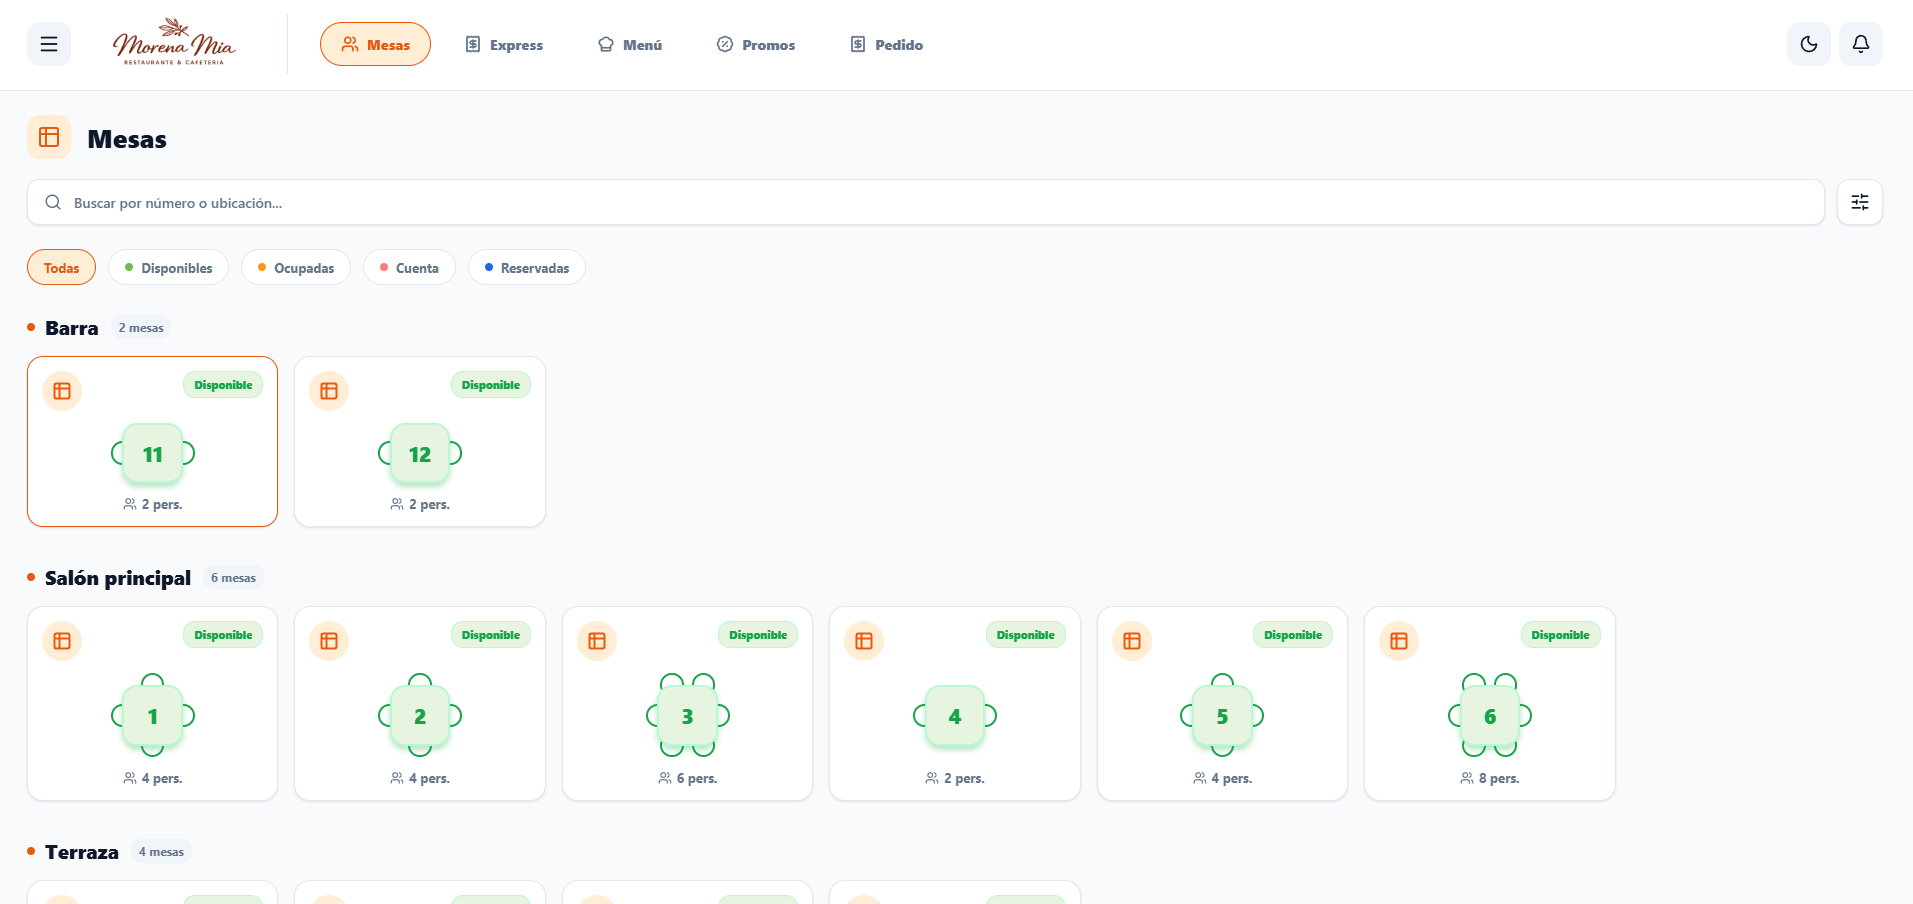 Morena Mia
RESTAURANTE & CAFETERIA
Mesas
Express
Menú
Promos
Pedido
Mesas
Buscar por número o ubicación...
Todas
Disponibles
Ocupadas
Cuenta
Reservadas
Barra
2 mesas
Disponible
11
2 pers.
Disponible
12
2 pers.
Salón principal
6 mesas
Disponible
1
4 pers.
Disponible
2
4 pers.
Disponible
3
6 pers.
Disponible
4
2 pers.
Disponible
5
4 pers.
Disponible
6
8 pers.
Terraza
4 mesas